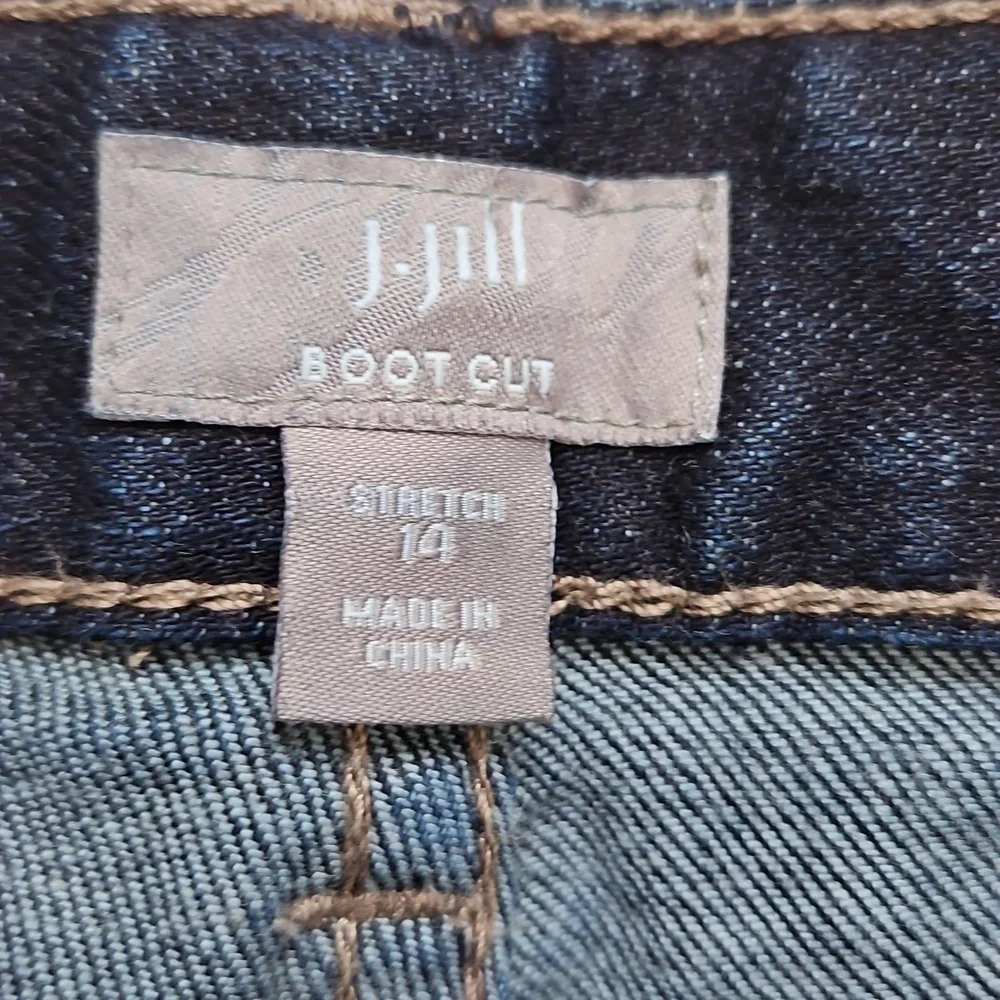 J.Jill
BOOT CUT
STRETCH
14
MADE IN
CHINA